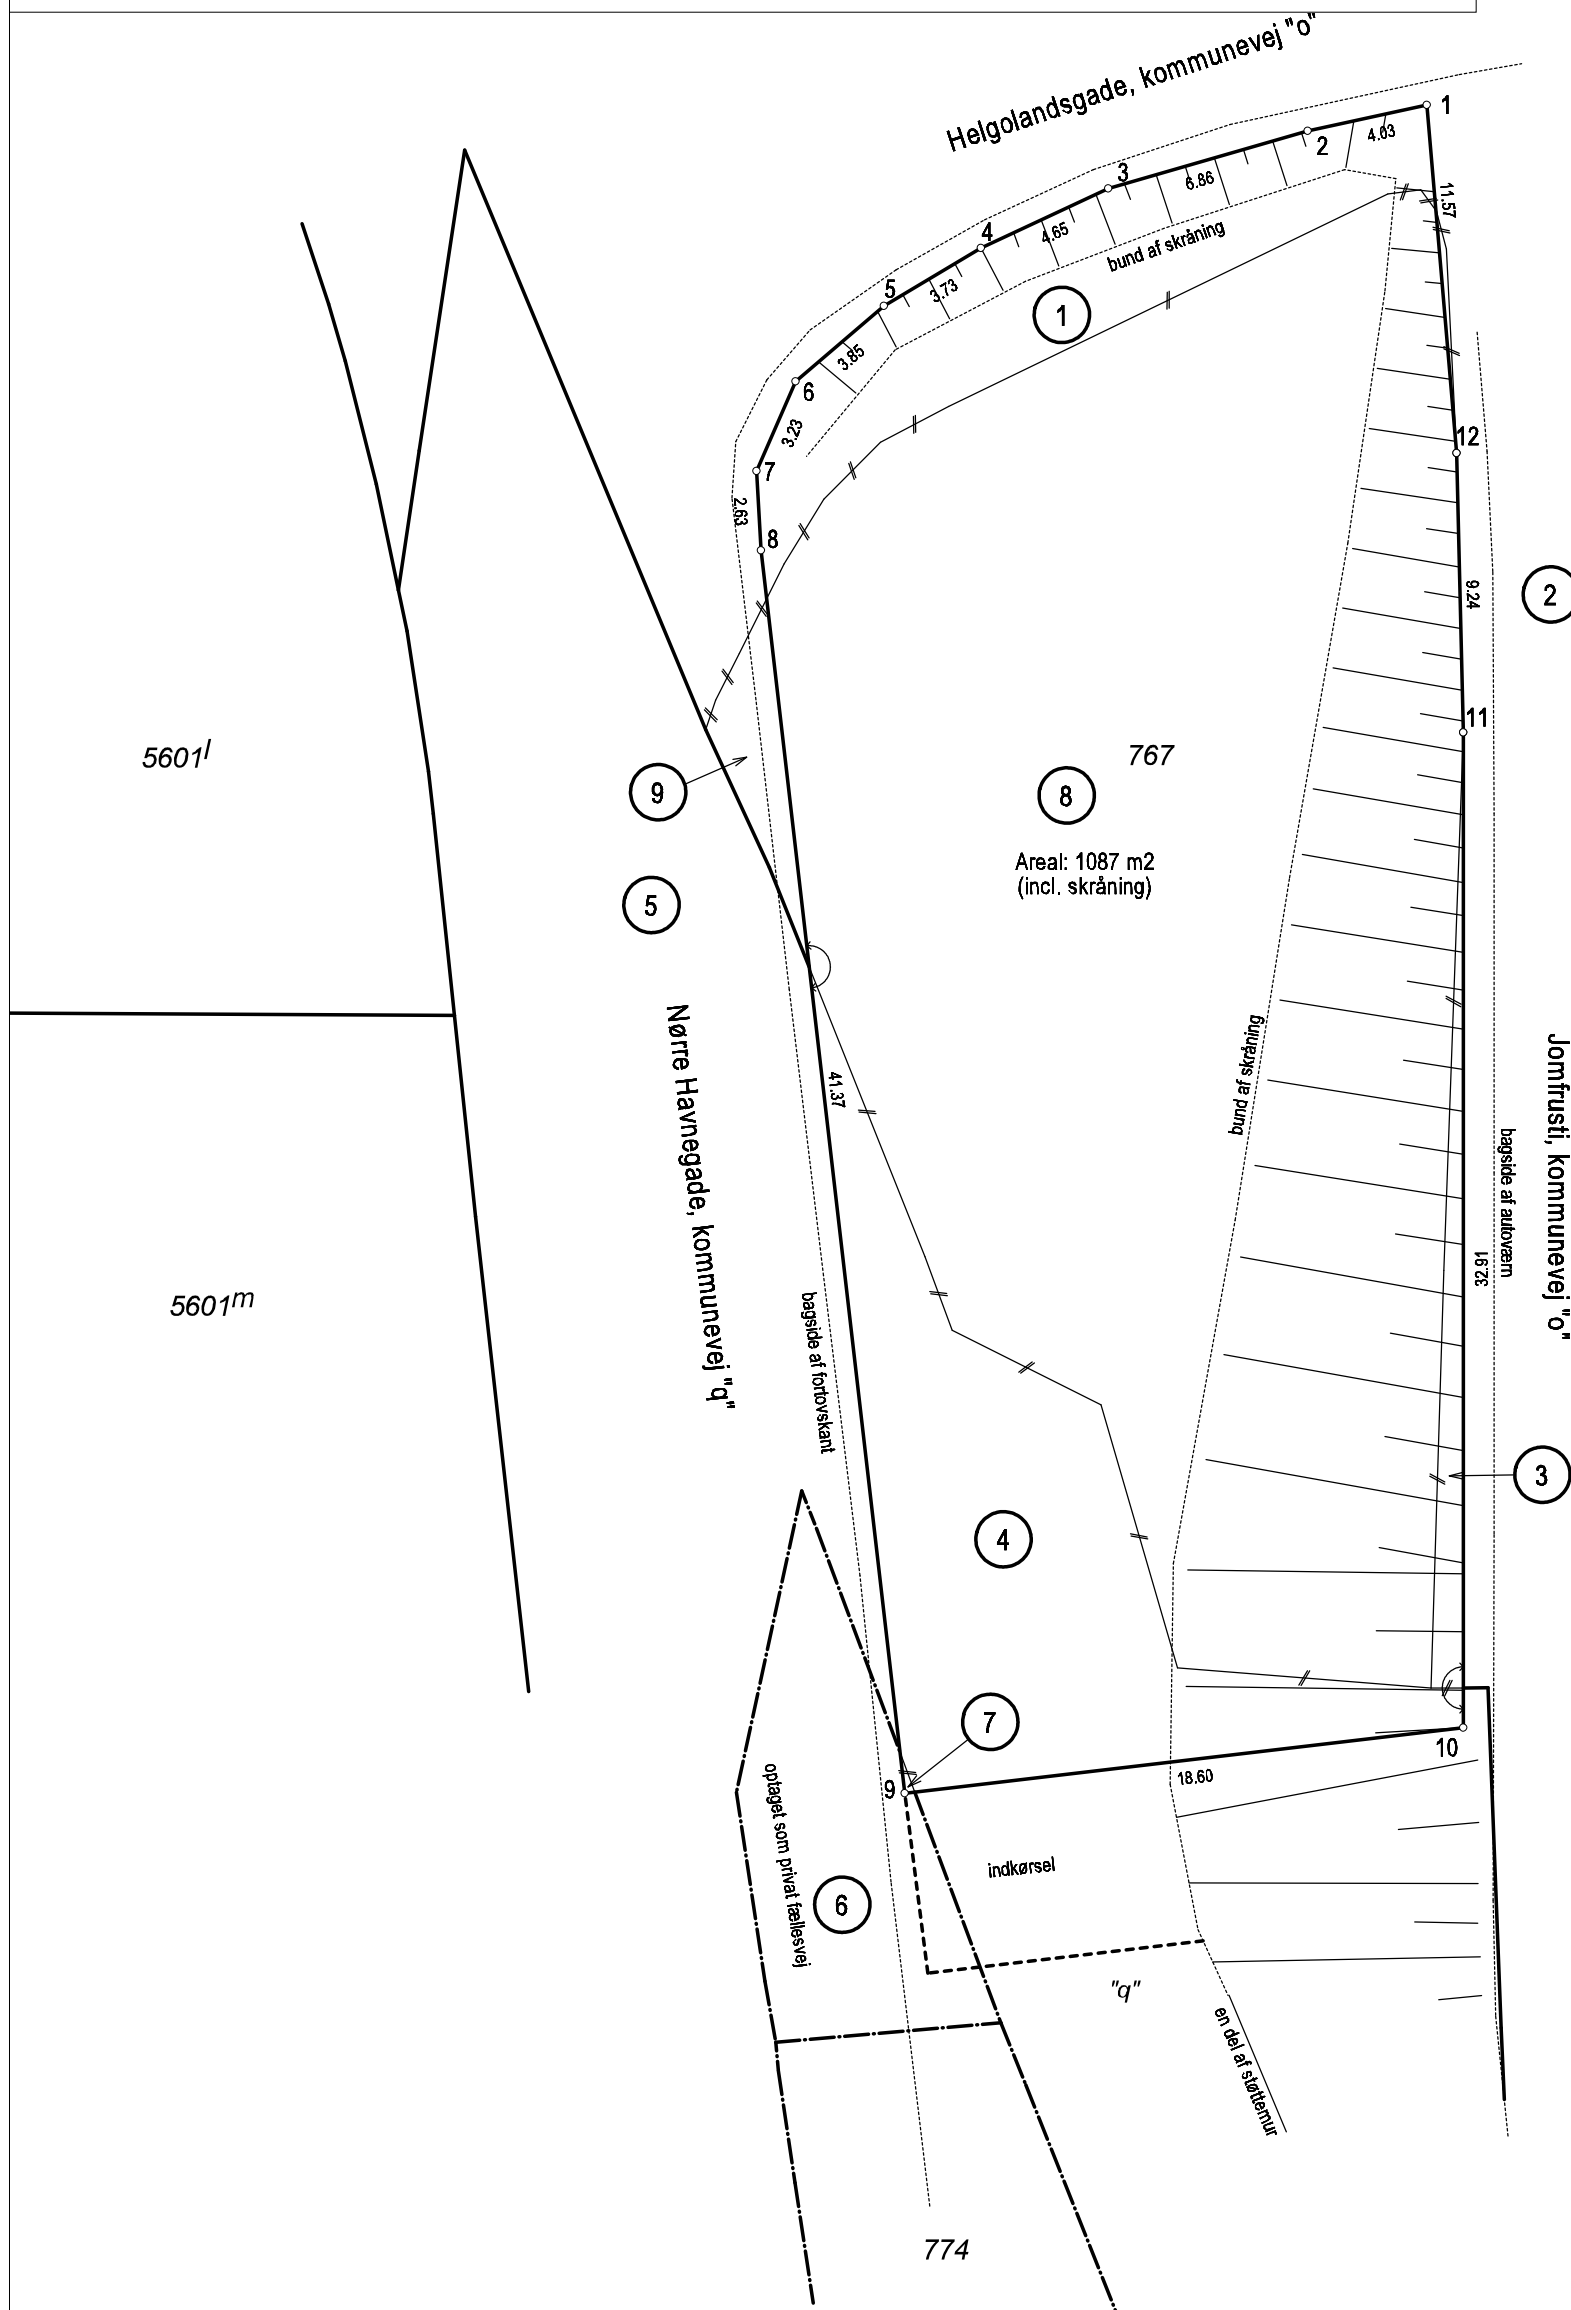 Helgolandsgade, kommunevej "o"
1
2
4.03
3
6.86
11.57
4
4.65
bund af skråning
5
3.73
1
3.85
6
3.23
12
7
2.63
8
2
9.24
11
5601l
767
9
8
Areal: 1087 m2
(incl. skråning)
5
Nørre Havnegade, kommunevej "q"
41.37
bund af skråning
Jomfrusti, kommunevej "o"
bagside af autoværn
32.91
5601m
bagside af fortovskant
3
4
7
10
9
18.60
optaget som privat fællesvej
6
indkørsel
"q"
en del af støttemur
774